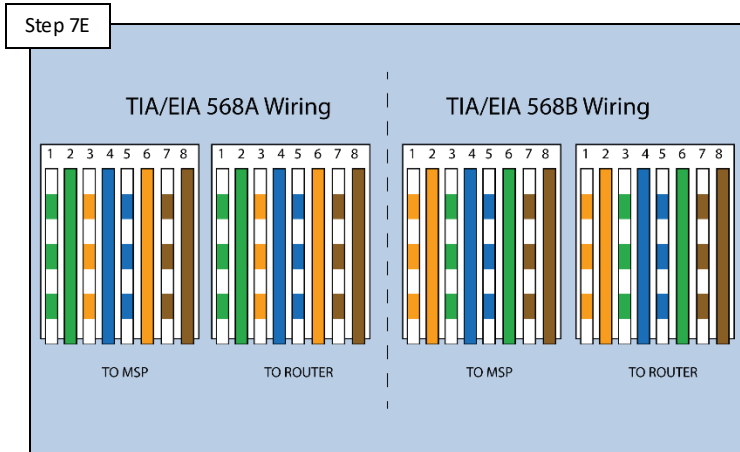 Step 7E
TIA/EIA 568A Wiring
TIA/EIA 568B Wiring
1 2 3 4 5 6 7 8
1 2 3 4 5 6 7 8
1 2 3 4 5 6 7 8
1 2 3 4 5 6 7 8
TO MSP
TO ROUTER
TO MSP
TO ROUTER